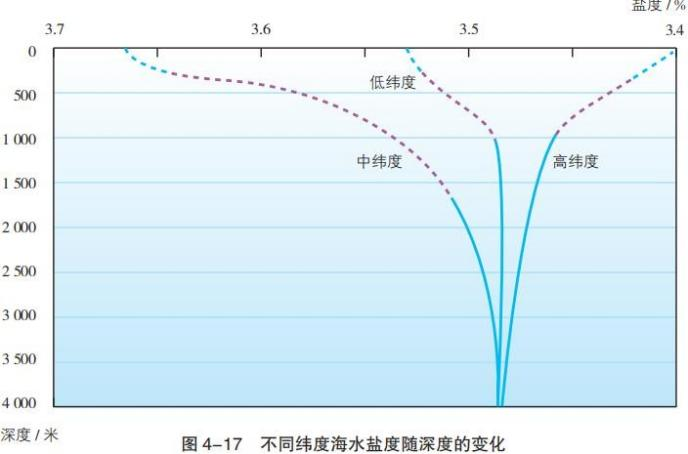 盐度 / %
3.7 3.6 3.5 3.4
0
500
低纬度
1 000
中纬度 高纬度
1 500
2 000
2 500
3 000
3 500
4 000
深度 / 米
图 4-17 不同纬度海水盐度随深度的变化